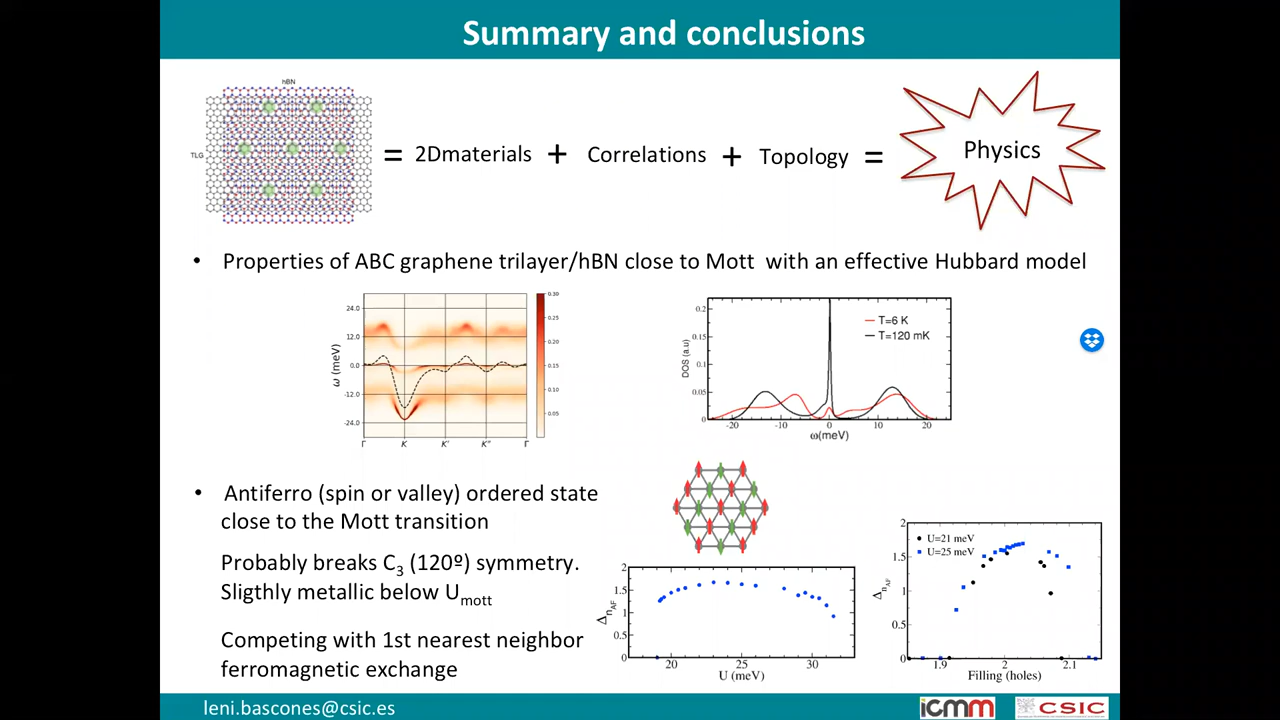 Summary and conclusions
hBN
TLG
= 2Dmaterials + Correlations + Topology = Physics
• Properties of ABC graphene trilayer/hBN close to Mott with an effective Hubbard model
24.0
12.0
0.0
-12.0
-24.0
ω (meV)
Γ K K' K'' Γ
0.30
0.25
0.20
0.15
0.10
0.05
0.2
0.15
0.1
0.05
0
DOS (a.u)
T=6 K
T=120 mK
-20 -10 0 10 20
ω(meV)
• Antiferro (spin or valley) ordered state
close to the Mott transition
Probably breaks C3 (120º) symmetry.
Sligthly metallic below Umott
Competing with 1st nearest neighbor
ferromagnetic exchange
2
1.5
1
0.5
0
ΔnAF
20 25 30
U (meV)
2
1.5
1
0.5
0
ΔnAF
U=21 meV
U=25 meV
1.9 2 2.1
Filling (holes)
leni.bascones@csic.es
icmm
CSIC